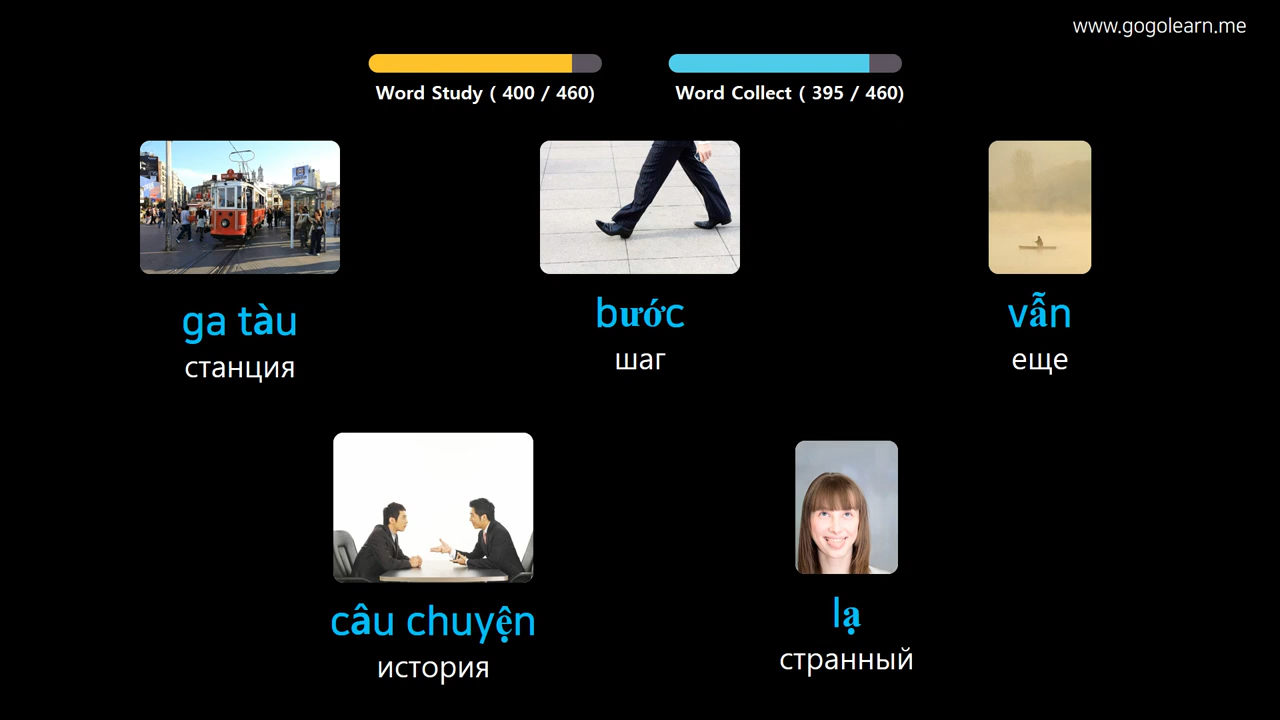 www.gogolearn.me
Word Study ( 400 / 460)
Word Collect ( 395 / 460)
ga tàu
станция
bước
шаг
vẫn
еще
câu chuyện
история
lạ
странный